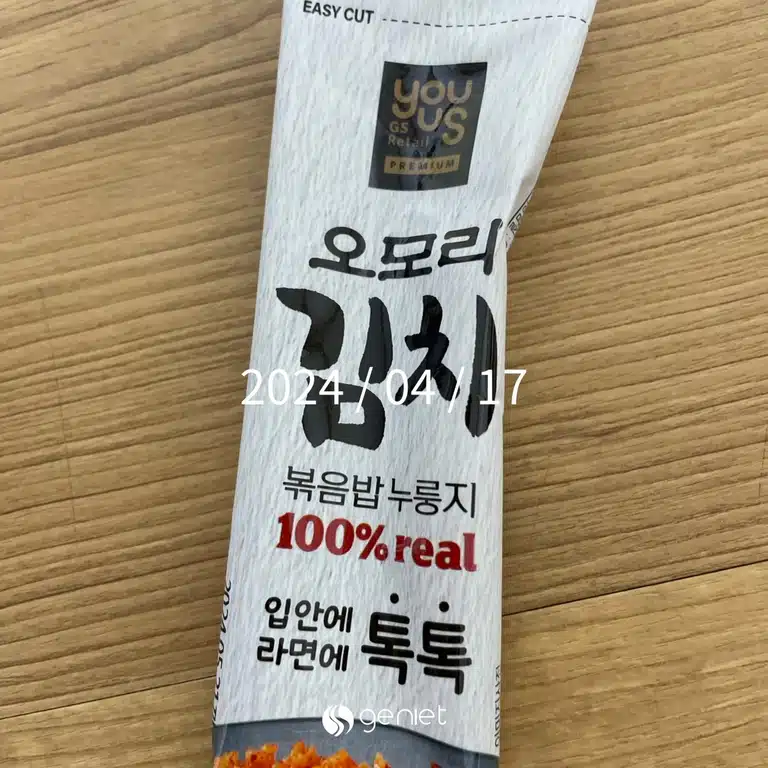 EASY CUT
you
us
GS
Retail
PREMIUM
오모리
김치
2024 / 04 / 17
볶음밥 누룽지
100% real
입안에
라면에
톡톡
geniet